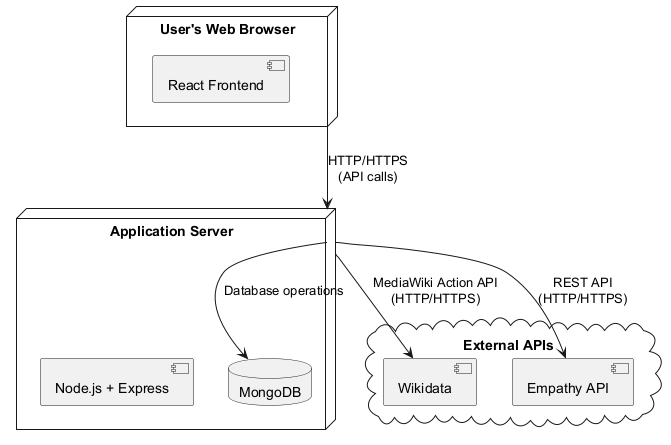 User's Web Browser
React Frontend
HTTP/HTTPS
(API calls)
Application Server
Database operations
MediaWiki Action API
(HTTP/HTTPS)
REST API
(HTTP/HTTPS)
External APIs
Node.js + Express
MongoDB
Wikidata
Empathy API